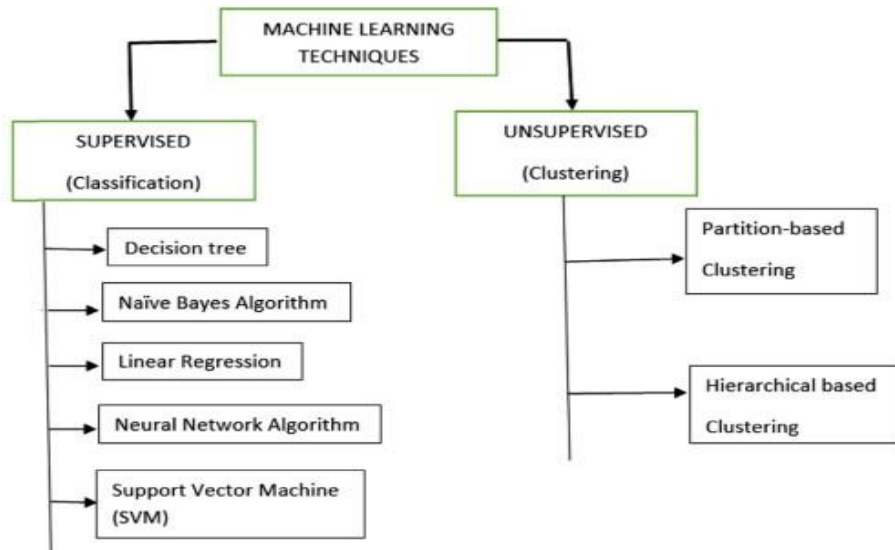 MACHINE LEARNING
TECHNIQUES
SUPERVISED
(Classification)
Decision tree
Naïve Bayes Algorithm
Linear Regression
Neural Network Algorithm
Support Vector Machine
(SVM)
UNSUPERVISED
(Clustering)
Partition-based
Clustering
Hierarchical based
Clustering